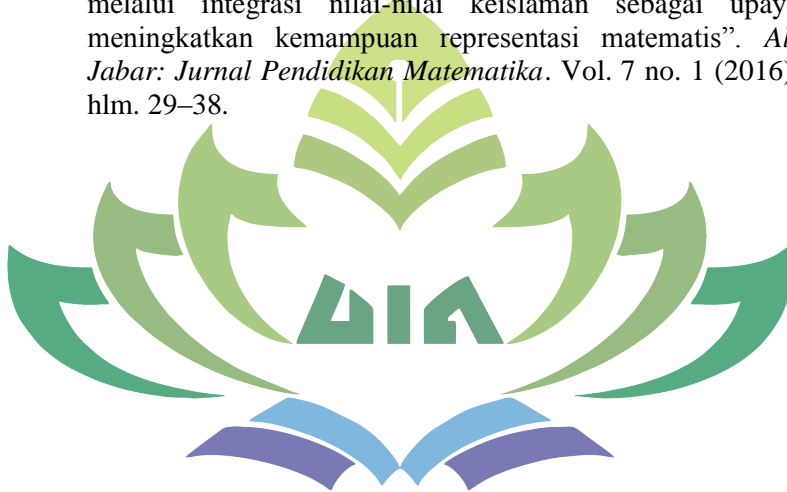 melalui integrasi nilai-nilai keislaman sebagai upay
meningkatkan kemampuan representasi matematis”. Al
Jabar: Jurnal Pendidikan Matematika. Vol. 7 no. 1 (2016)
hlm. 29–38.
UIN